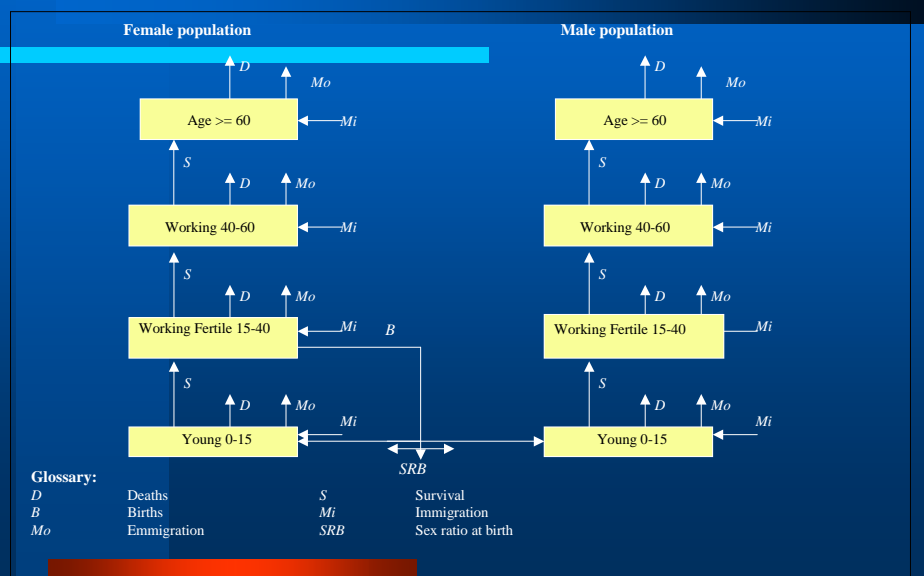 Female population Male population
D D
Mo Mo
Age >= 60 Mi Age >= 60 Mi
S S
D Mo D Mo
Working 40-60 Mi Working 40-60 Mi
S S
D Mo D Mo
Working Fertile 15-40 Mi B Working Fertile 15-40 Mi
S S
D Mo D Mo
Mi Mi
Young 0-15 Young 0-15
SRB
Glossary:
D Deaths S Survival
B Births Mi Immigration
Mo Emmigration SRB Sex ratio at birth